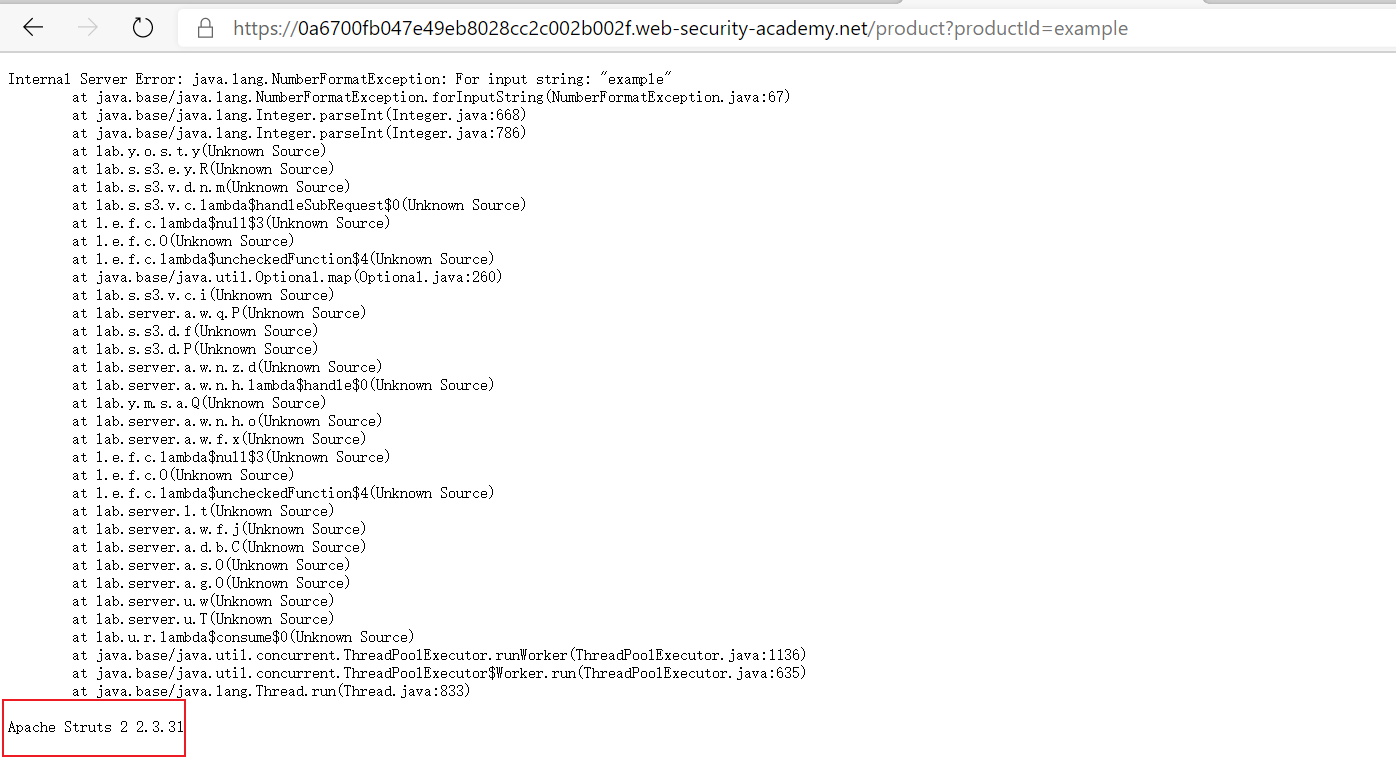 https://0a6700fb047e49eb8028cc2c002b002f.web-security-academy.net/product?productId=example
Internal Server Error: java.lang.NumberFormatException: For input string: "example"
at java.base/java.lang.NumberFormatException.forInputString(NumberFormatException.java:67)
at java.base/java.lang.Integer.parseInt(Integer.java:668)
at java.base/java.lang.Integer.parseInt(Integer.java:786)
at lab.y.o.s.t.y(Unknown Source)
at lab.s.s3.e.y.R(Unknown Source)
at lab.s.s3.v.d.n.m(Unknown Source)
at lab.s.s3.v.c.lambda$handleSubRequest$0(Unknown Source)
at l.e.f.c.lambda$null$3(Unknown Source)
at l.e.f.c.O(Unknown Source)
at l.e.f.c.lambda$uncheckedFunction$4(Unknown Source)
at java.base/java.util.Optional.map(Optional.java:260)
at lab.s.s3.v.c.i(Unknown Source)
at lab.server.a.w.q.P(Unknown Source)
at lab.s.s3.d.f(Unknown Source)
at lab.s.s3.d.P(Unknown Source)
at lab.server.a.w.n.z.d(Unknown Source)
at lab.server.a.w.n.h.lambda$handle$0(Unknown Source)
at lab.y.m.s.a.Q(Unknown Source)
at lab.server.a.w.n.h.o(Unknown Source)
at lab.server.a.w.f.x(Unknown Source)
at l.e.f.c.lambda$null$3(Unknown Source)
at l.e.f.c.O(Unknown Source)
at l.e.f.c.lambda$uncheckedFunction$4(Unknown Source)
at lab.server.l.t(Unknown Source)
at lab.server.a.w.f.j(Unknown Source)
at lab.server.a.d.b.C(Unknown Source)
at lab.server.a.s.O(Unknown Source)
at lab.server.a.g.O(Unknown Source)
at lab.server.u.w(Unknown Source)
at lab.server.u.T(Unknown Source)
at lab.u.r.lambda$consume$0(Unknown Source)
at java.base/java.util.concurrent.ThreadPoolExecutor.runWorker(ThreadPoolExecutor.java:1136)
at java.base/java.util.concurrent.ThreadPoolExecutor$Worker.run(ThreadPoolExecutor.java:635)
at java.base/java.lang.Thread.run(Thread.java:833)
Apache Struts 2 2.3.31